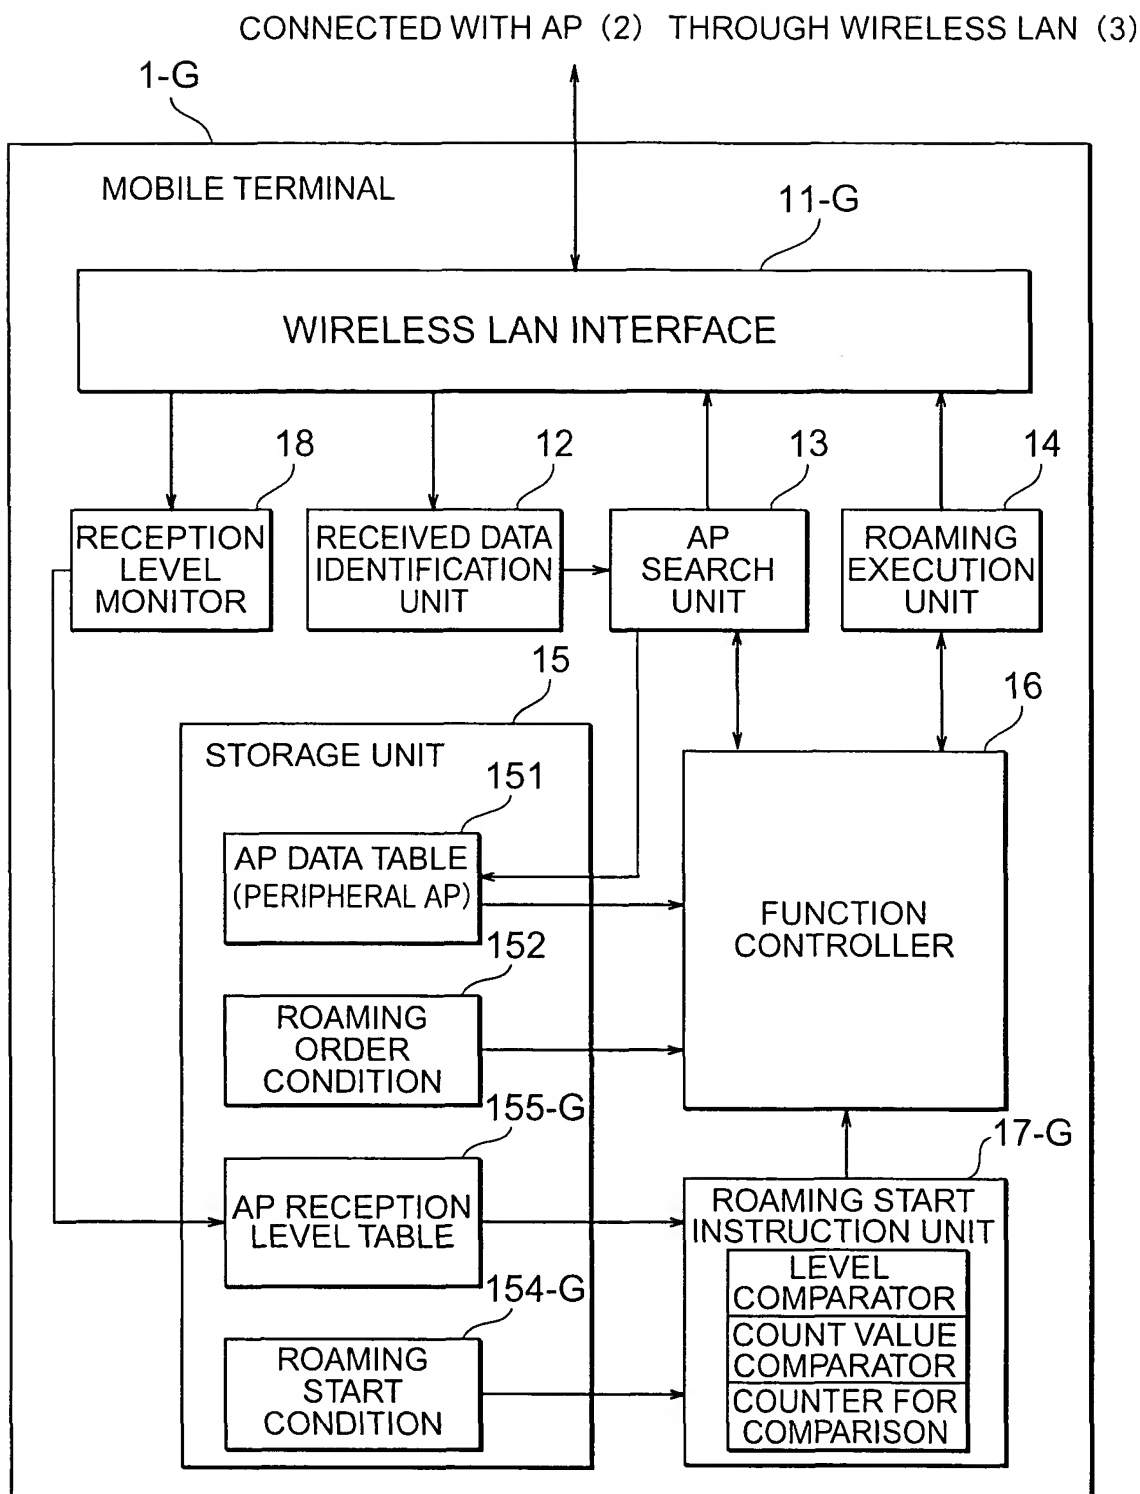 CONNECTED WITH AP (2) THROUGH WIRELESS LAN (3)
1-G
MOBILE TERMINAL
11-G
WIRELESS LAN INTERFACE
18
12
13
14
RECEPTION
LEVEL
MONITOR
RECEIVED DATA
IDENTIFICATION
UNIT
AP
SEARCH
UNIT
ROAMING
EXECUTION
UNIT
15
16
STORAGE UNIT
151
AP DATA TABLE
(PERIPHERAL AP)
FUNCTION
CONTROLLER
152
ROAMING
ORDER
CONDITION
155-G
17-G
AP RECEPTION
LEVEL TABLE
ROAMING START
INSTRUCTION UNIT
LEVEL
COMPARATOR
COUNT VALUE
COMPARATOR
COUNTER FOR
COMPARISON
154-G
ROAMING
START
CONDITION